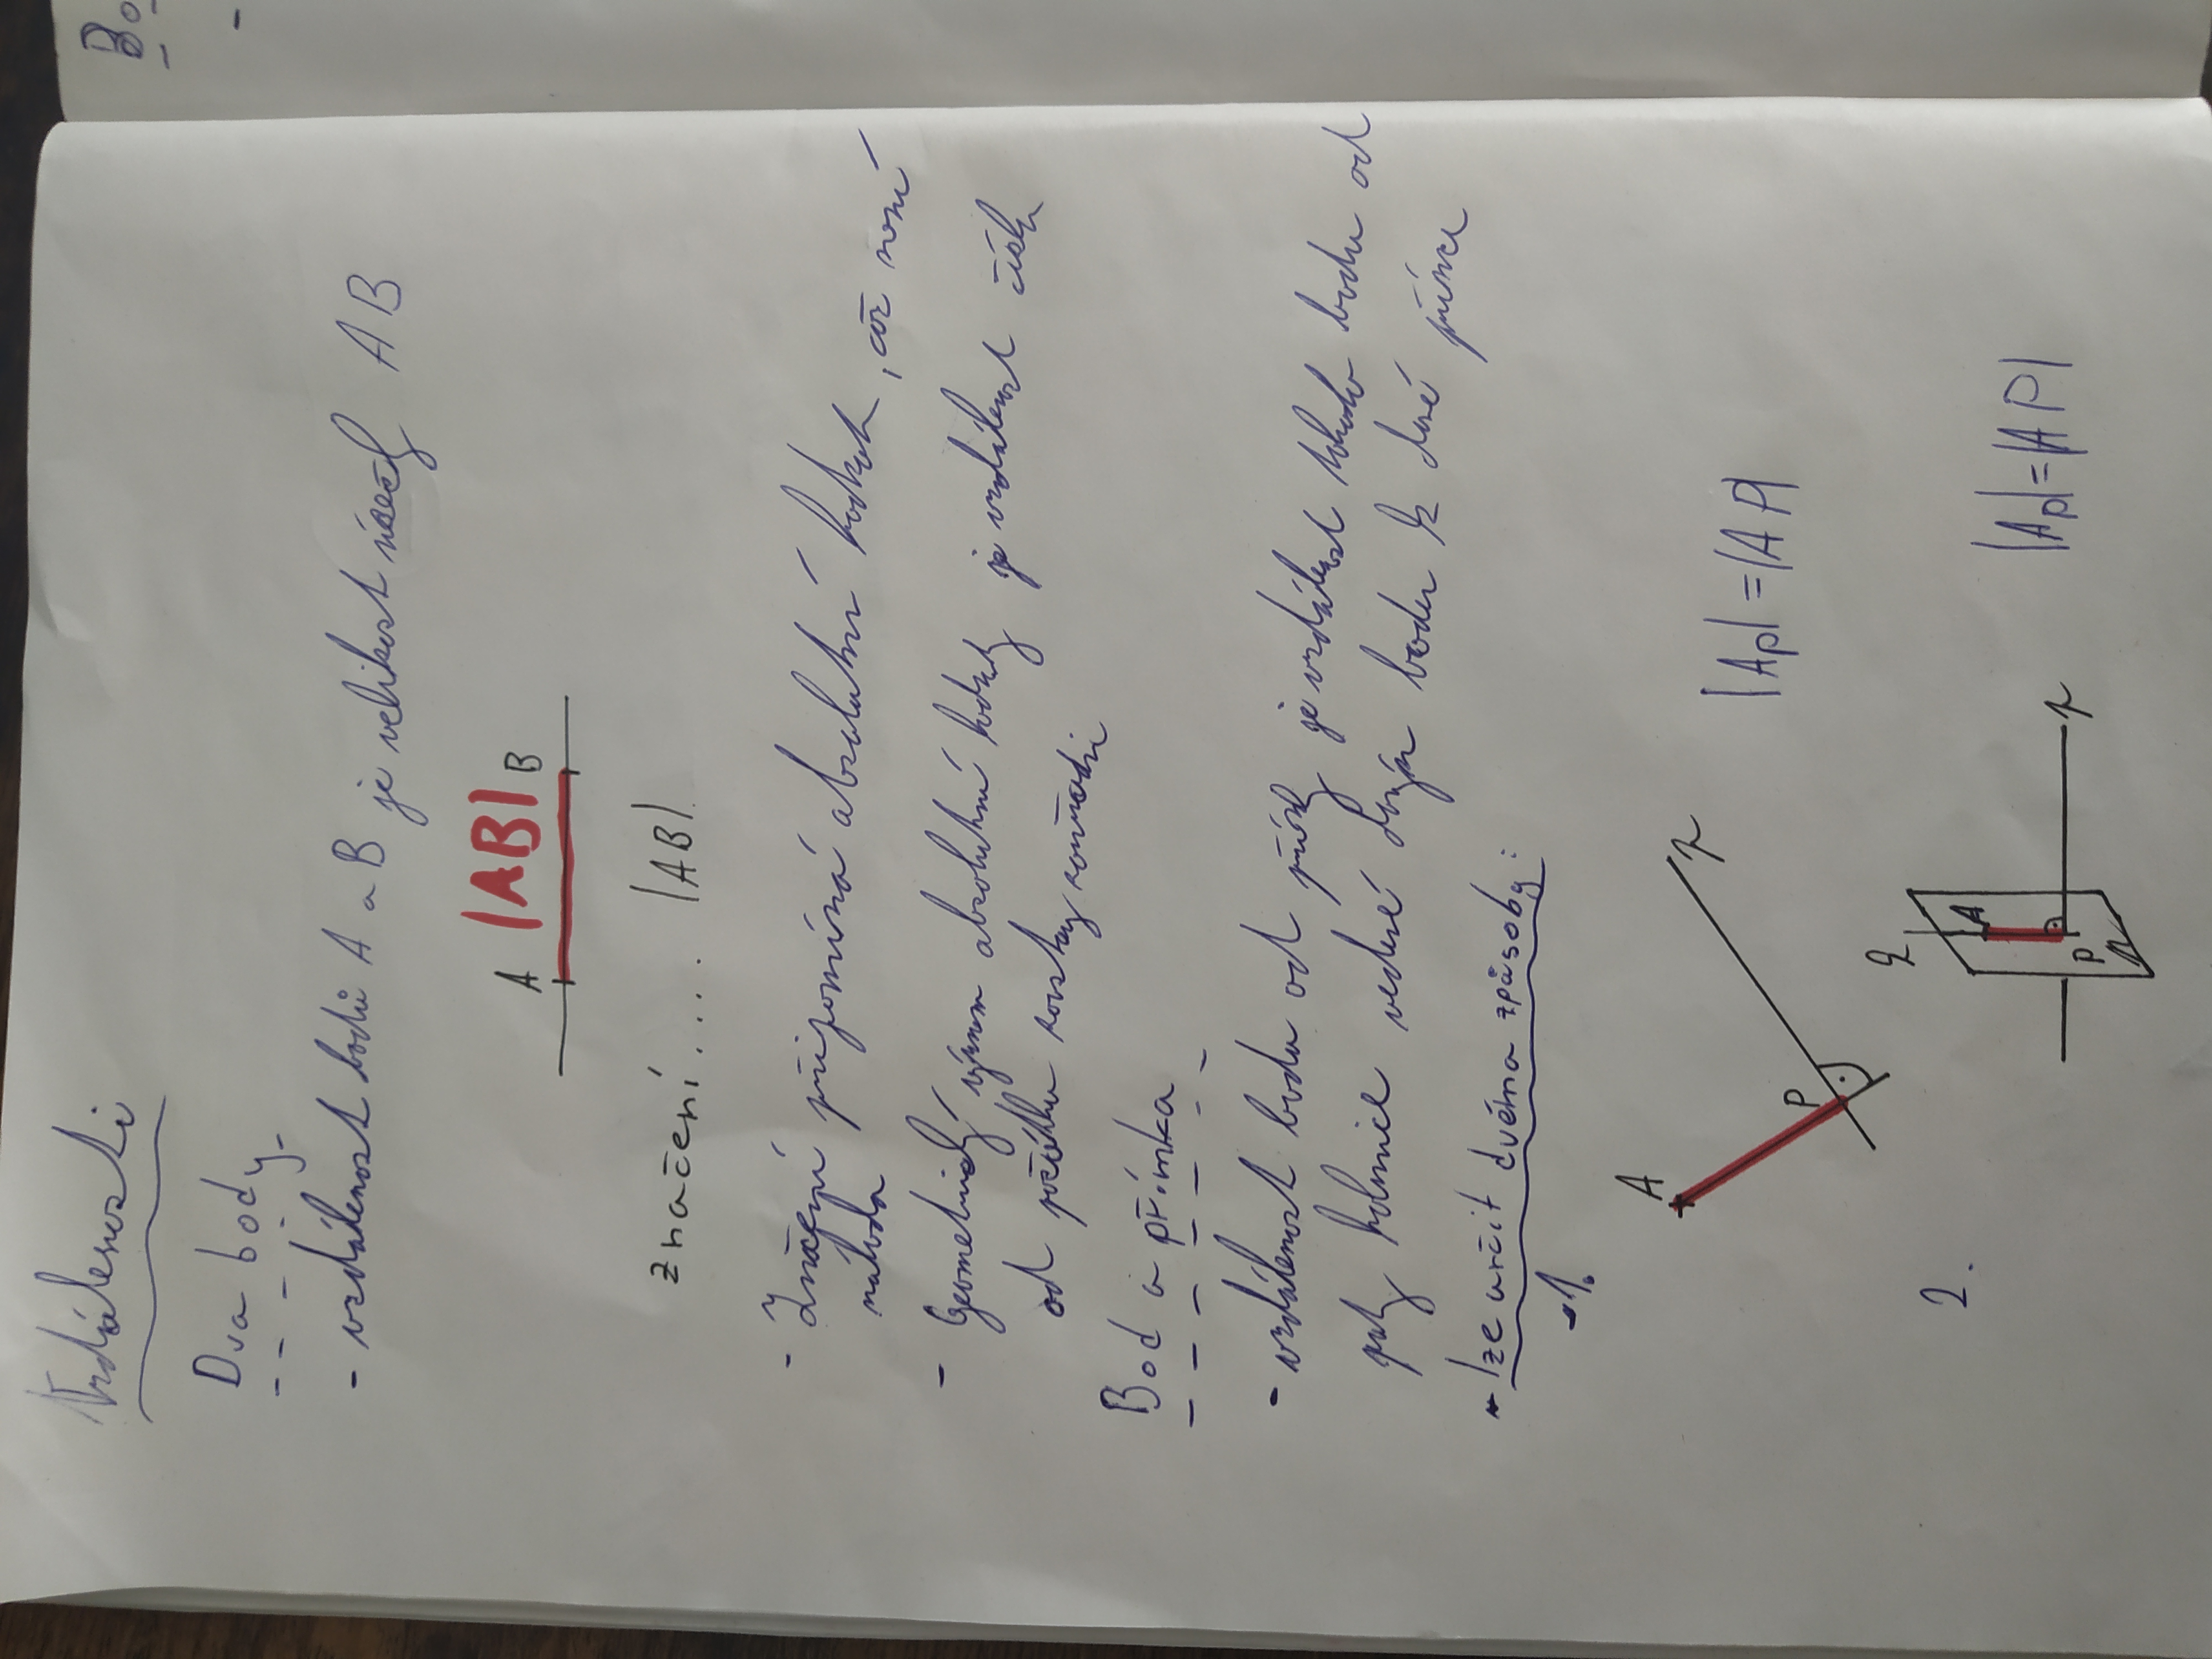 Vzdálenosti
Dva body
- vzdálenost bodů A a B je velikost úsečky AB
|AB|
A B
značení.... |AB|
- Značení připomíná absolutní hodnotu, což není
náhoda
- Geometrický význam absolutní hodnoty je vzdálenost čísla
od počátku soustavy souřadnic
Bod a přímka
- vzdálenost bodu od přímky je vzdálenost tohoto bodu od
paty kolmice vedené daným bodem k dané přímce
- lze určit dvěma způsoby:
-1.
A
p
|Ap| = |AP|
P
2.
A
|Ap| = |AP|
p
P
Bo
-